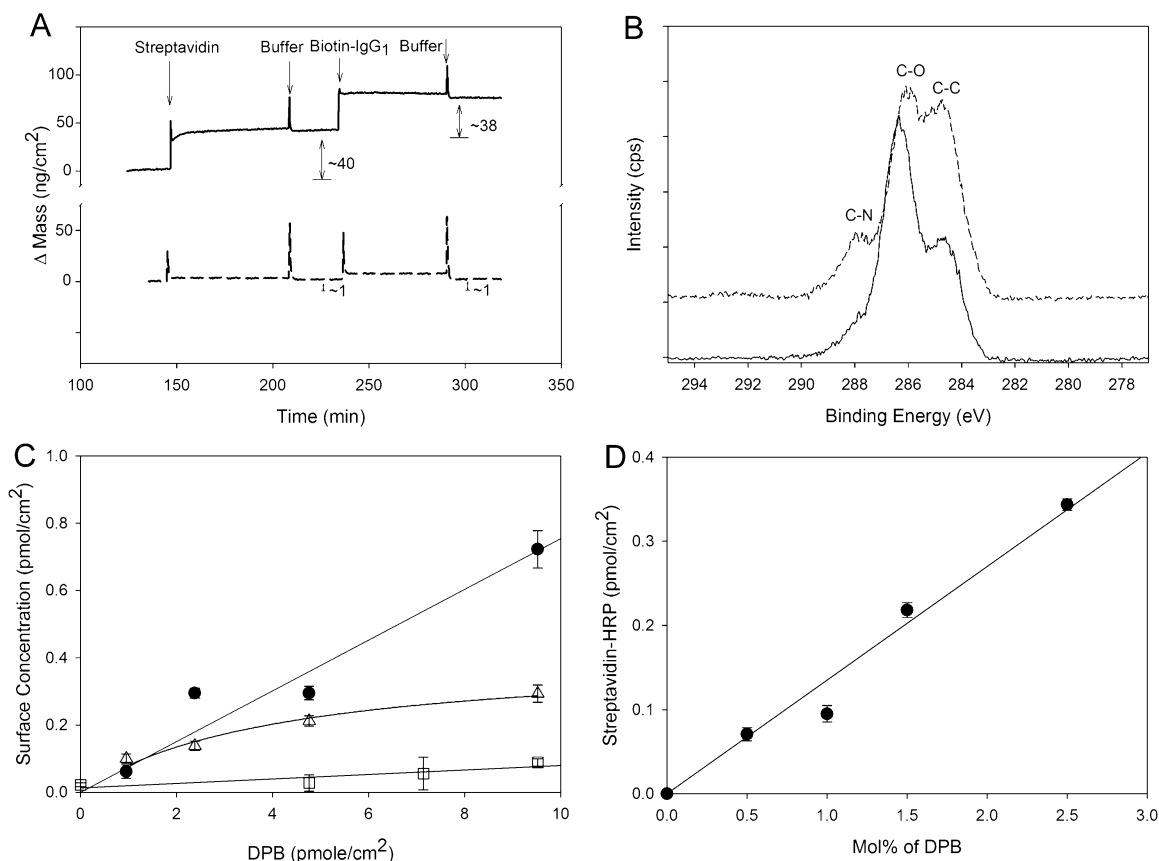 A
Streptavidin
Buffer
Biotin-IgG1
Buffer
100
50
0
50
0
~40
~38
~1
~1
Δ Mass (ng/cm2)
100 150 200 250 300 350
Time (min)
B
C-O
C-C
C-N
Intensity (cps)
294 292 290 288 286 284 282 280 278
Binding Energy (eV)
C
1.0
0.8
0.6
0.4
0.2
0.0
Surface Concentration (pmol/cm2)
0 2 4 6 8 10
DPB (pmole/cm2)
D
0.4
0.3
0.2
0.1
0.0
Streptavidin-HRP (pmol/cm2)
0.0 0.5 1.0 1.5 2.0 2.5 3.0
Mol% of DPB